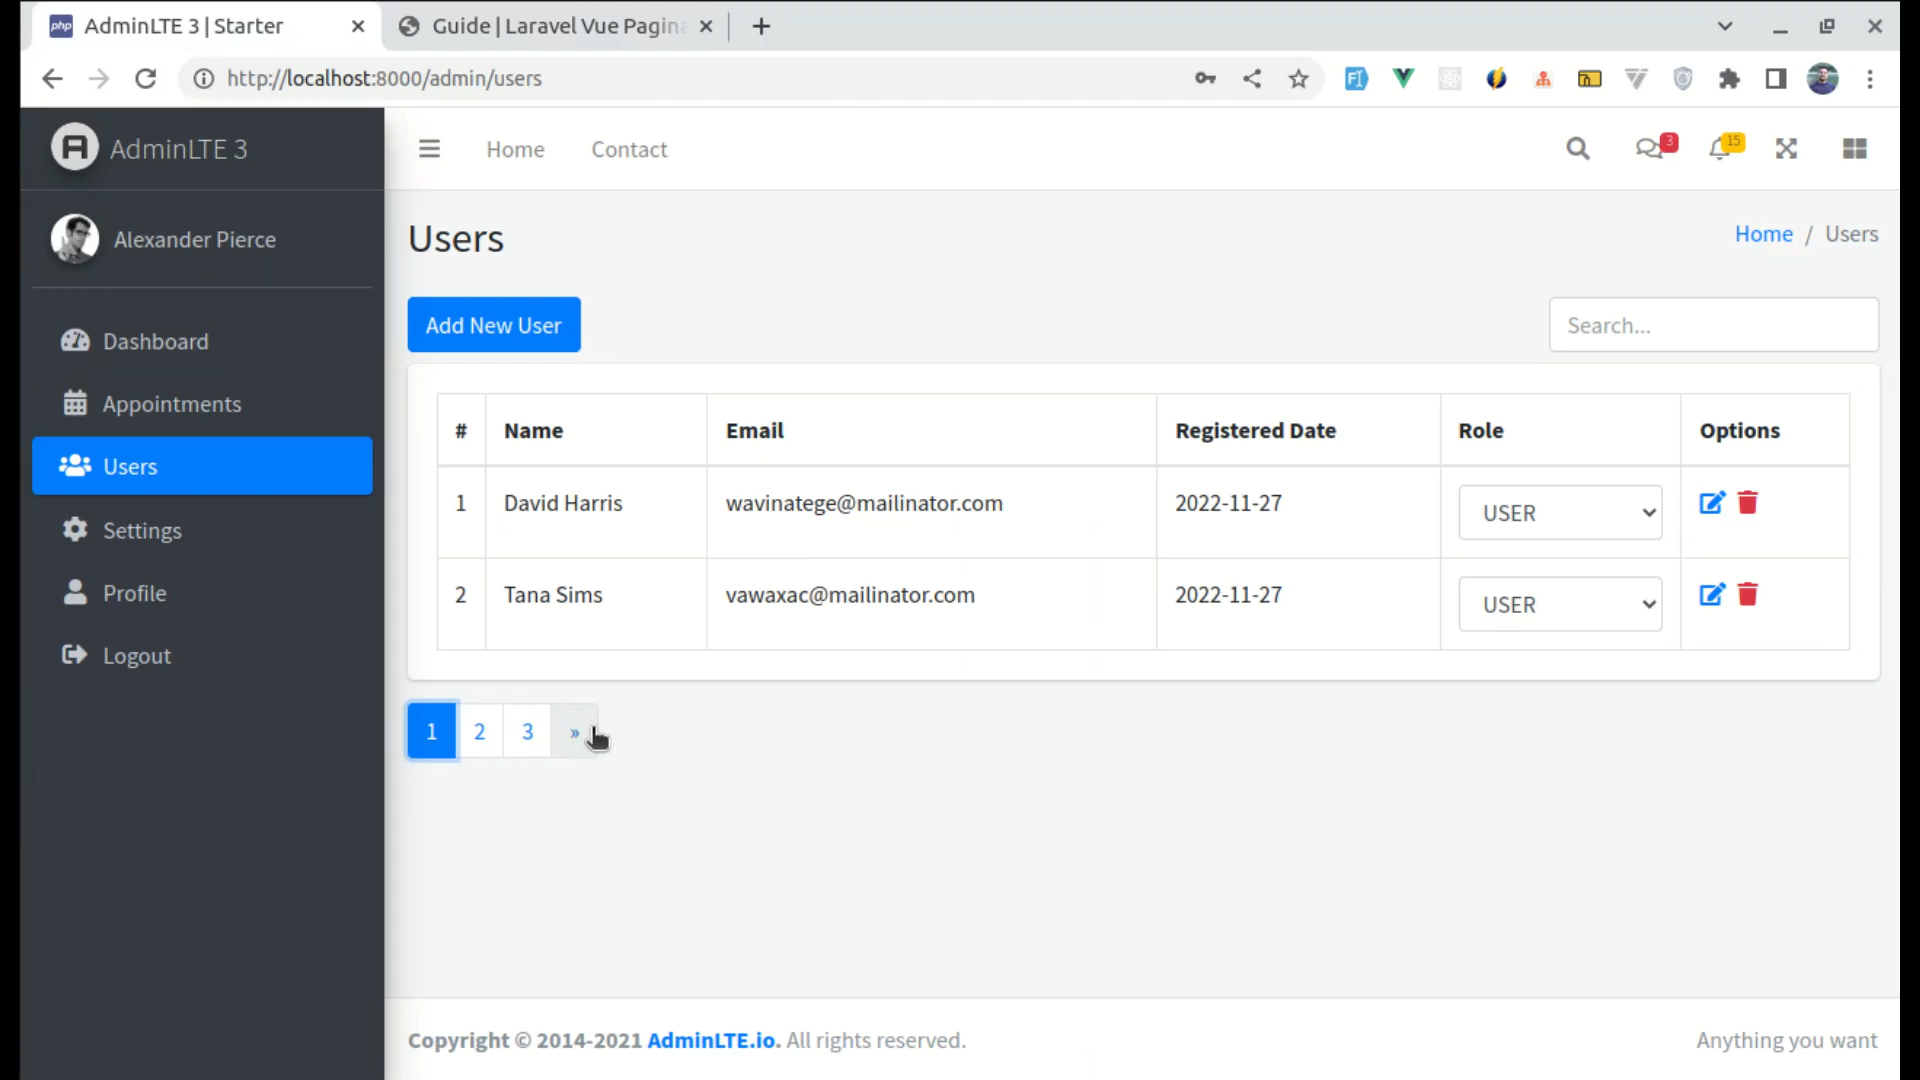 AdminLTE 3 | Starter
Guide | Laravel Vue Pagina
http://localhost:8000/admin/users
AdminLTE 3
Home
Contact
3
15
Alexander Pierce
Users
Home / Users
Add New User
Search...
Dashboard
Appointments
Users
Settings
Profile
Logout
# Name Email Registered Date Role Options
1 David Harris wavinatege@mailinator.com 2022-11-27 USER
2 Tana Sims vawaxac@mailinator.com 2022-11-27 USER
1 2 3 »
Copyright © 2014-2021 AdminLTE.io. All rights reserved.
Anything you want